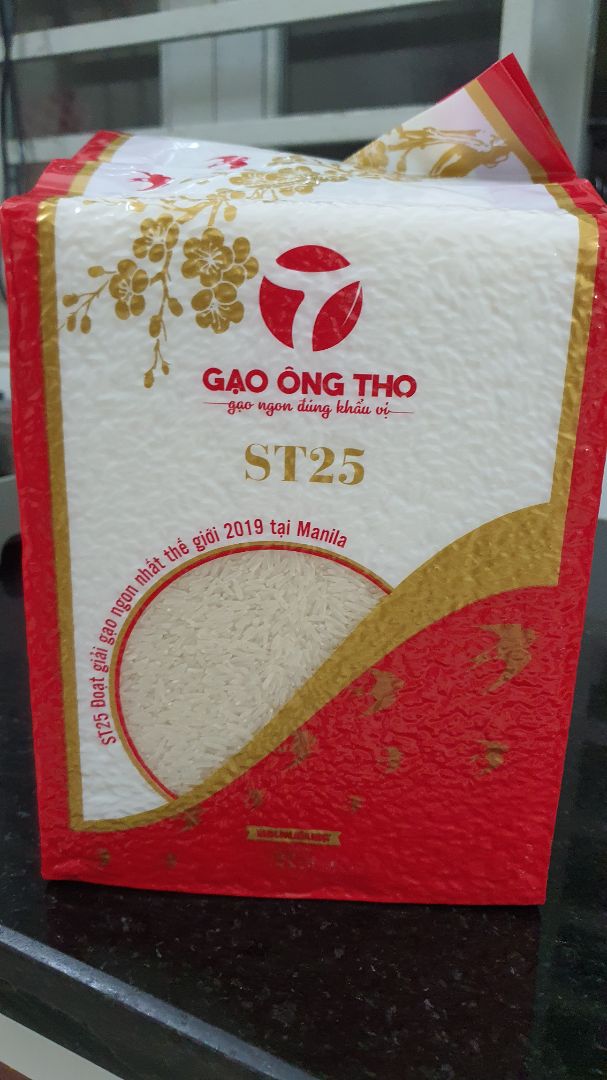 GẠO ÔNG THỌ
gạo ngon đúng khẩu vị
ST25
ST25 Đoạt giải gạo ngon nhất thế giới 2019 tại Manila